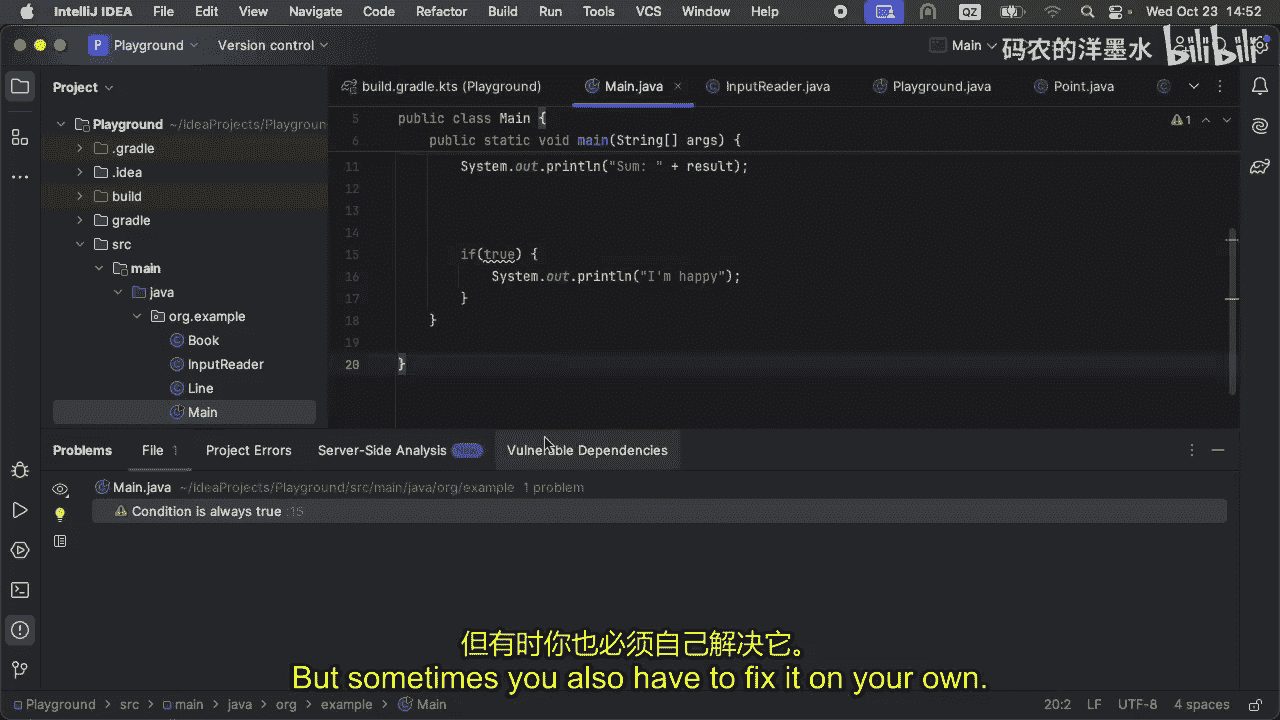 IntelliJ IDEA File Edit View Navigate Code Refactor Build Run Tools VCS Window Help QZ Wed Oct 23 14:52
P Playground Version control Main 码农的洋墨水 bilibili
Project build.gradle.kts (Playground) Main.java InputReader.java Playground.java Point.java
Playground ~/IdeaProjects/Playgroun
.gradle
.idea
build
gradle
src
main
java
org.example
Book
InputReader
Line
Main
5 public class Main {
6 public static void main(String[] args) {
11 System.out.println("Sum: " + result);
12
13
14
15 if(true) {
16 System.out.println("I'm happy");
17 }
18 }
19
20 }
1
Problems File 1 Project Errors Server-Side Analysis Vulnerable Dependencies
Main.java ~/IdeaProjects/Playground/src/main/java/org/example 1 problem
Condition is always true :15
但有时你也必须自己解决它。
But sometimes you also have to fix it on your own.
Playground > src > main > java > org > example > Main 20:2 LF UTF-8 4 spaces